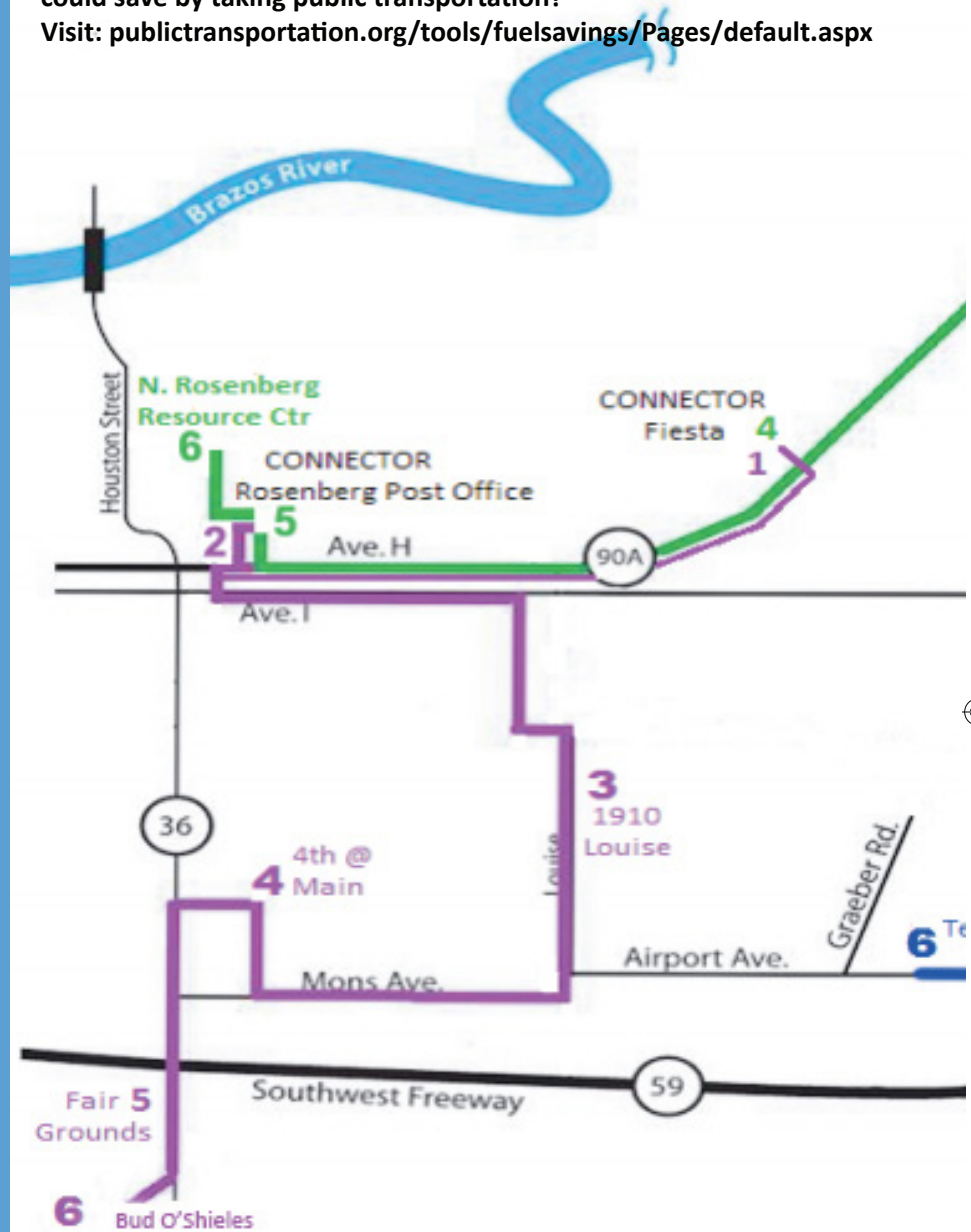 could save by taking public transportation?
Visit: publictransportation.org/tools/fuelsavings/Pages/default.aspx
Brazos River
Houston Street
N. Rosenberg
Resource Ctr
6
CONNECTOR
Rosenberg Post Office
5
2
CONNECTOR
Fiesta 4
1
Ave. H
90A
Ave. I
36
3
1910
Louise
Louise
4th @
4 Main
Graeber Rd.
6 Te
Airport Ave.
Mons Ave.
Southwest Freeway
59
Fair 5
Grounds
6 Bud O'Shieles